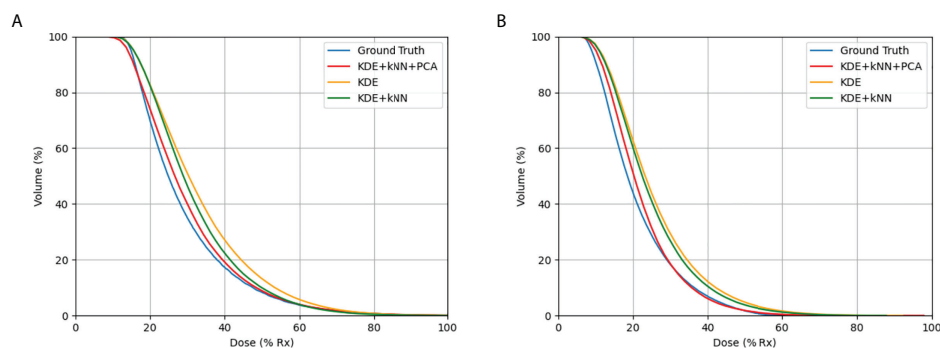 A
B
100
80
60
40
20
0
Volume (%)
Ground Truth
KDE+kNN+PCA
KDE
KDE+kNN
0 20 40 60 80 100
Dose (% Rx)
100
80
60
40
20
0
Volume (%)
Ground Truth
KDE+kNN+PCA
KDE
KDE+kNN
0 20 40 60 80 100
Dose (% Rx)